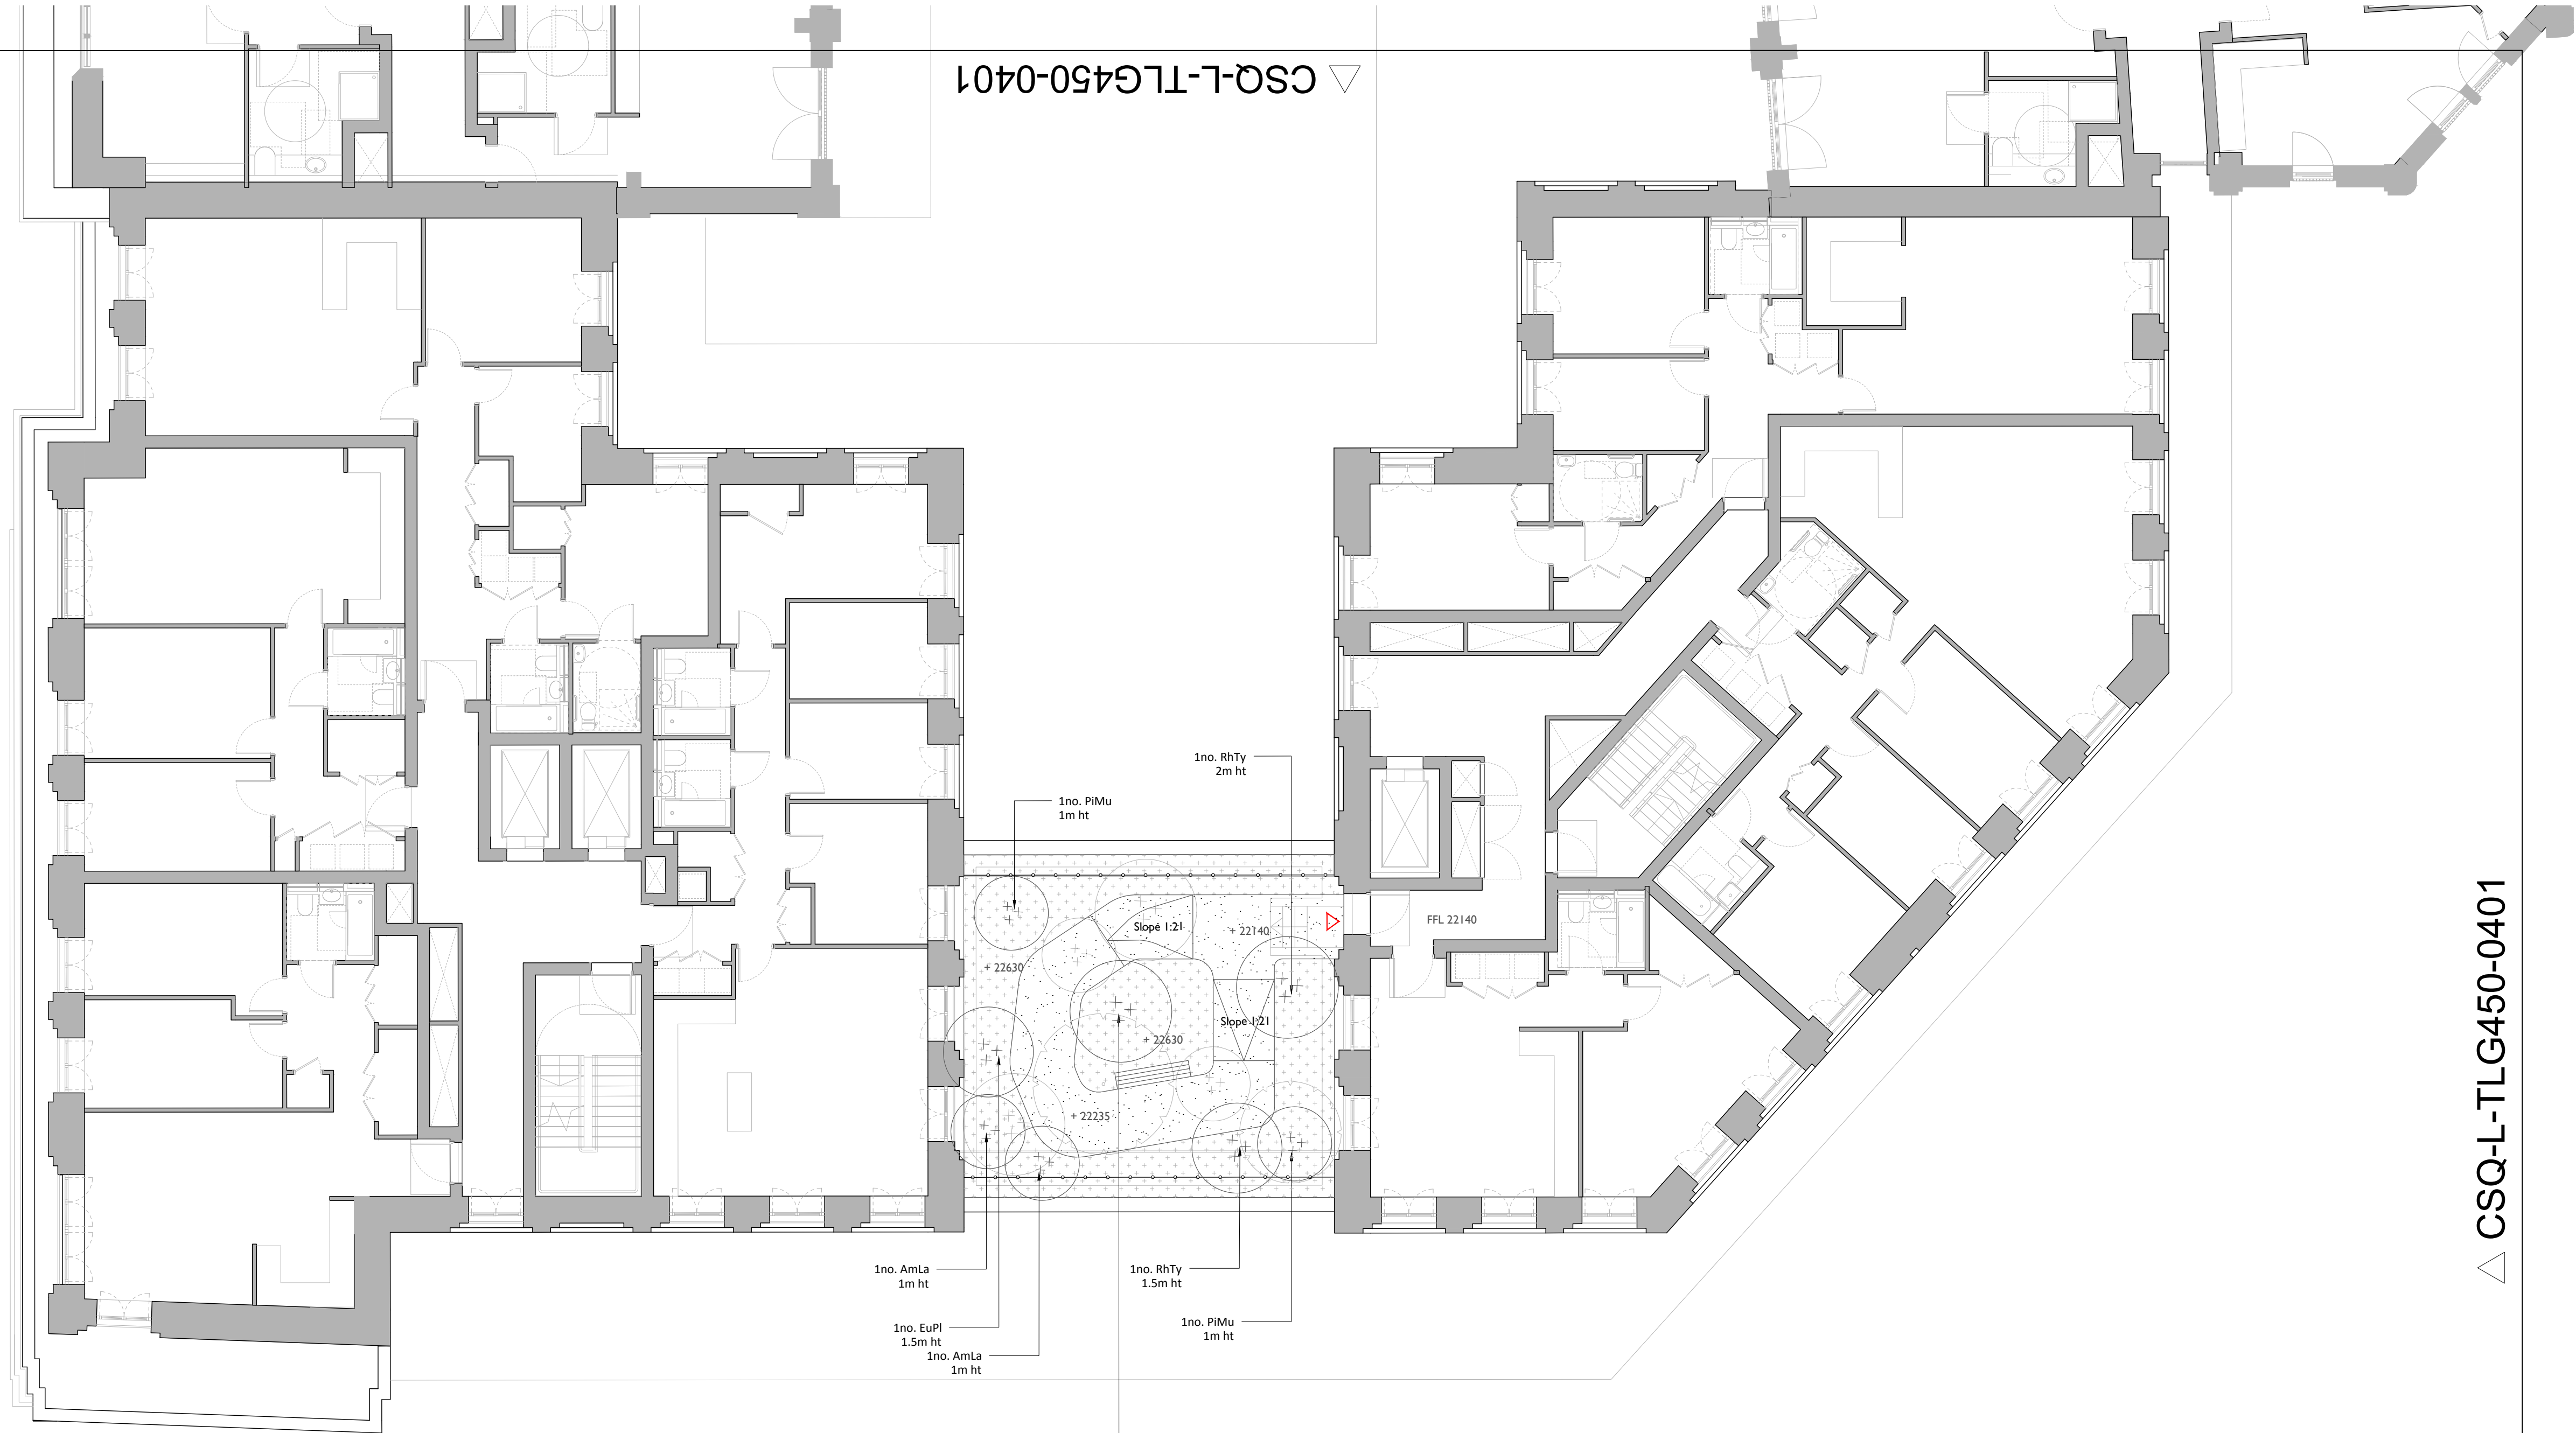 CSQ-L-TLG450-0401
1no. RhTy
2m ht
1no. PiMu
1m ht
Slope 1:21
+ 22140
FFL 22140
+ 22630
Slope 1:21
+ 22630
+ 22235
CSQ-L-TLG450-0401
1no. AmLa
1m ht
1no. RhTy
1.5m ht
1no. EuPl
1.5m ht
1no. PiMu
1m ht
1no. AmLa
1m ht